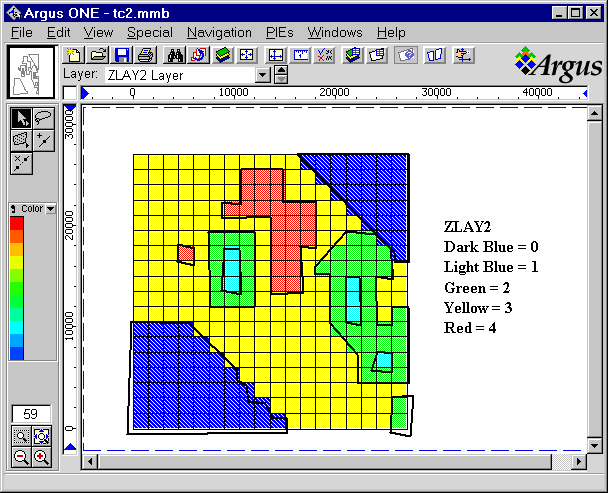 Argus ONE - tc2.mmb
File Edit View Special Navigation PIEs Windows Help
Argus
Layer: ZLAY2 Layer
0 10000 20000 30000 40000
30000
20000
10000
0
Color
59
ZLAY2
Dark Blue = 0
Light Blue = 1
Green = 2
Yellow = 3
Red = 4